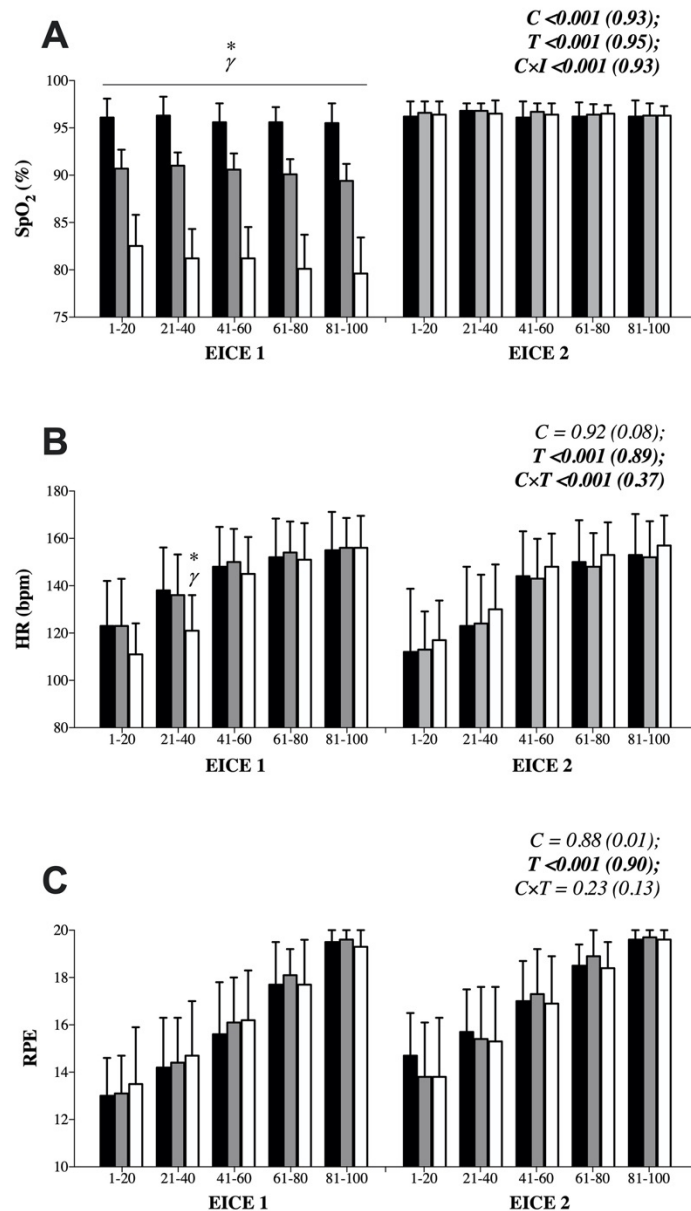 A
*
γ
C <0.001 (0.93);
T <0.001 (0.95);
C×I <0.001 (0.93)
100
95
90
85
80
75
SpO₂ (%)
1-20 21-40 41-60 61-80 81-100 1-20 21-40 41-60 61-80 81-100
EICE 1 EICE 2
B
C = 0.92 (0.08);
T <0.001 (0.89);
C×T <0.001 (0.37)
180
160
140
120
100
80
HR (bpm)
*
γ
1-20 21-40 41-60 61-80 81-100 1-20 21-40 41-60 61-80 81-100
EICE 1 EICE 2
C
C = 0.88 (0.01);
T <0.001 (0.90);
C×T = 0.23 (0.13)
20
18
16
14
12
10
RPE
1-20 21-40 41-60 61-80 81-100 1-20 21-40 41-60 61-80 81-100
EICE 1 EICE 2